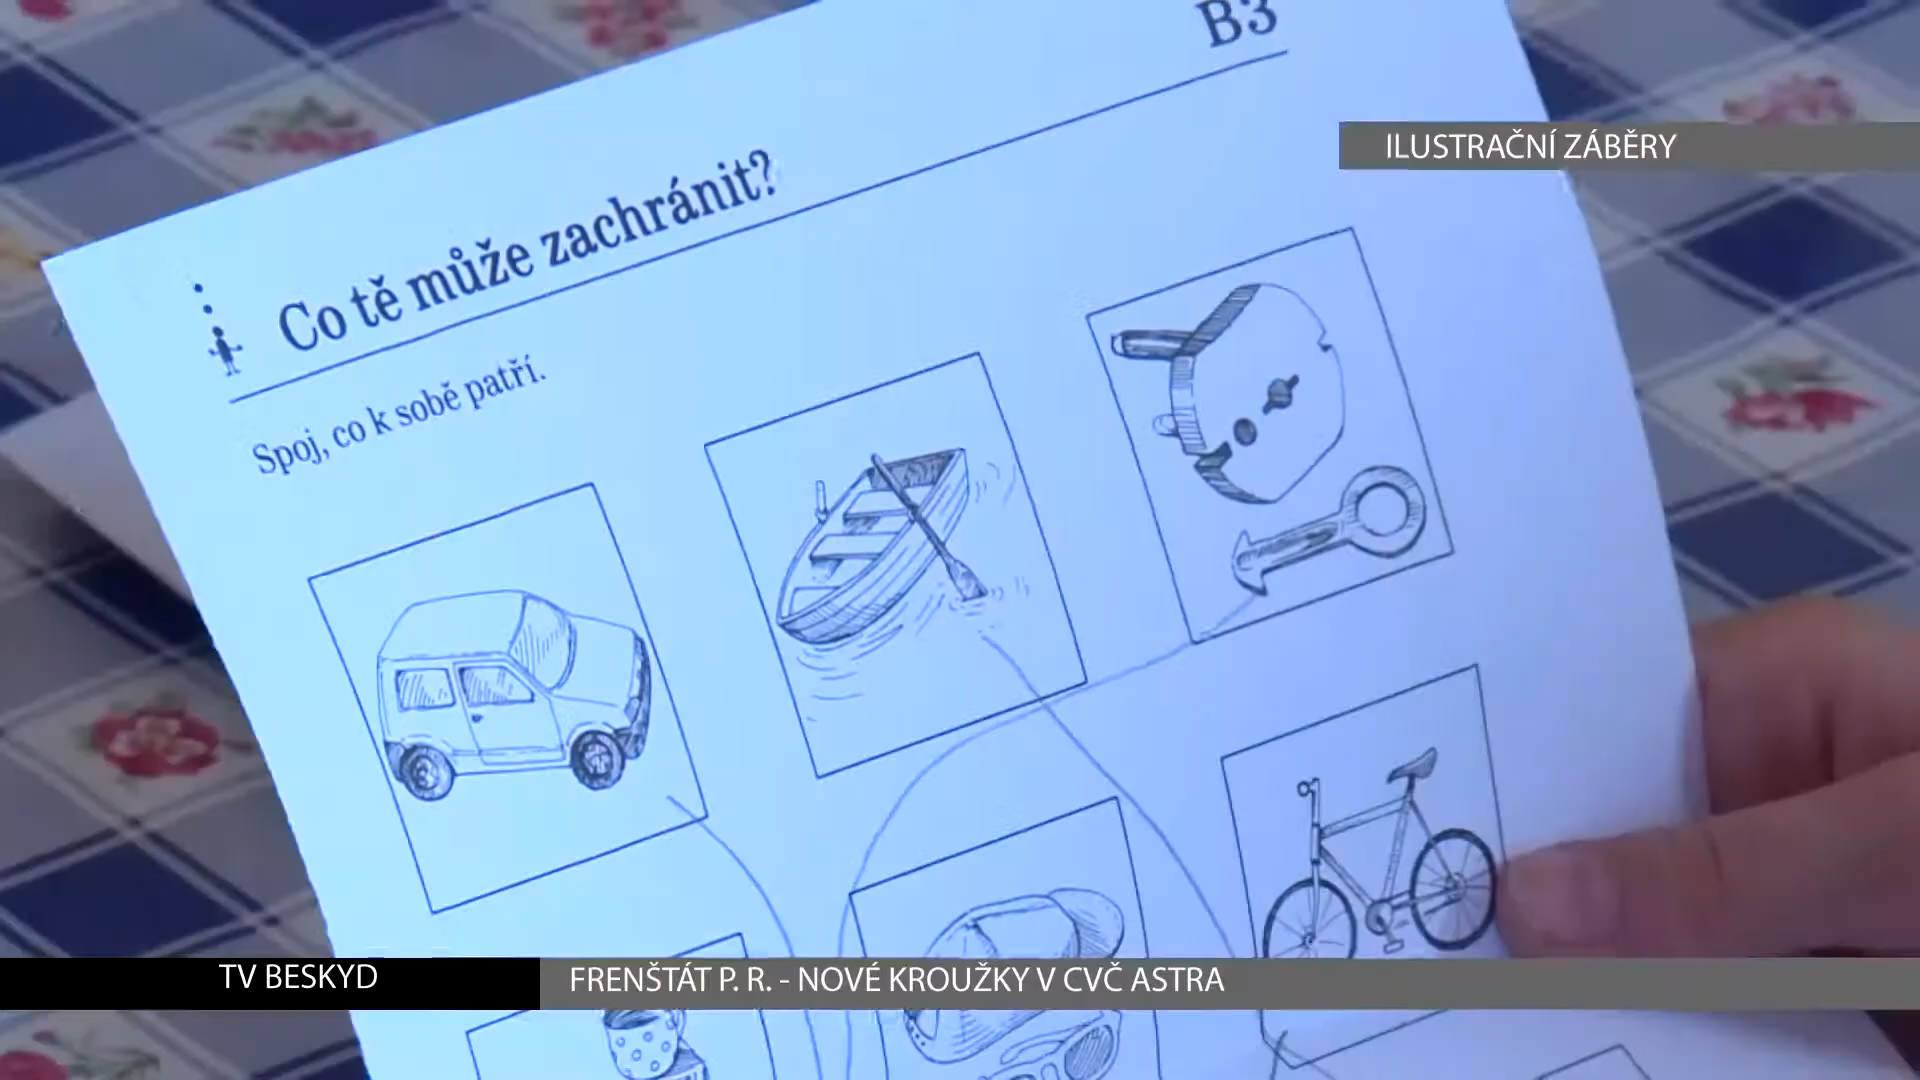 B3
ILUSTRAČNÍ ZÁBĚRY
Co tě může zachránit?
Spoj, co k sobě patří.
TV BESKYD
FRENŠTÁT P. R. - NOVÉ KROUŽKY V CVČ ASTRA